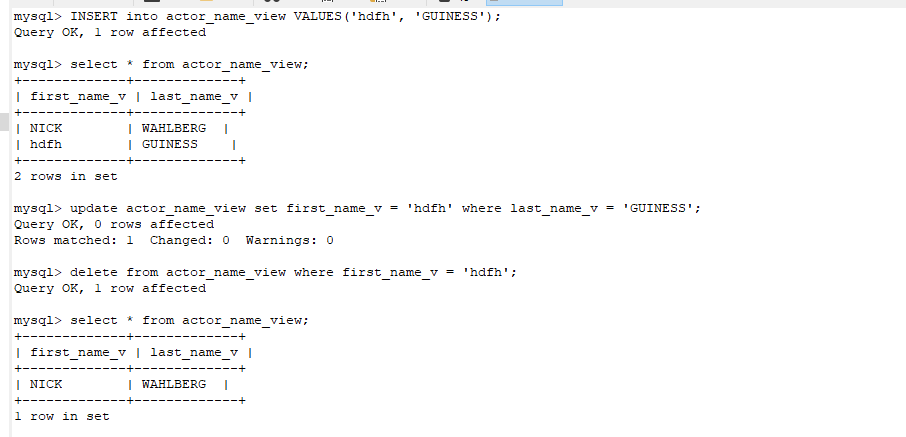 mysql> INSERT into actor_name_view VALUES('hdfh', 'GUINESS');
Query OK, 1 row affected
mysql> select * from actor_name_view;
+-------------+-------------+
| first_name_v | last_name_v |
+-------------+-------------+
| NICK        | WAHLBERG  |
| hdfh        | GUINESS    |
+-------------+-------------+
2 rows in set
mysql> update actor_name_view set first_name_v = 'hdfh' where last_name_v = 'GUINESS';
Query OK, 0 rows affected
Rows matched: 1  Changed: 0  Warnings: 0
mysql> delete from actor_name_view where first_name_v = 'hdfh';
Query OK, 1 row affected
mysql> select * from actor_name_view;
+-------------+-------------+
| first_name_v | last_name_v |
+-------------+-------------+
| NICK        | WAHLBERG  |
+-------------+-------------+
1 row in set